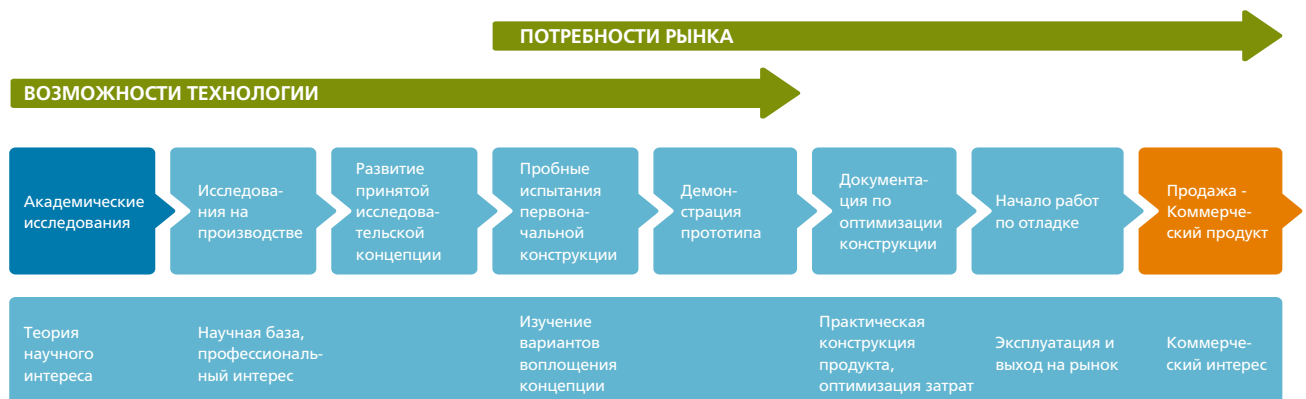 ПОТРЕБНОСТИ РЫНКА
ВОЗМОЖНОСТИ ТЕХНОЛОГИИ
Академические
исследования
Исследова-
ния на
производстве
Развитие
принятой
исследова-
тельской
концепции
Пробные
испытания
первона-
чальной
конструкции
Демон-
страция
прототипа
Документа-
ция по
оптимизации
конструкции
Начало работ
по отладке
Продажа -
Коммерче-
ский продукт
Теория
научного
интереса
Научная база,
профессиональ-
ный интерес
Изучение
вариантов
воплощения
концепции
Практическая
конструкция
продукта,
оптимизация затрат
Эксплуатация и
выход на рынок
Коммерче-
ский интерес